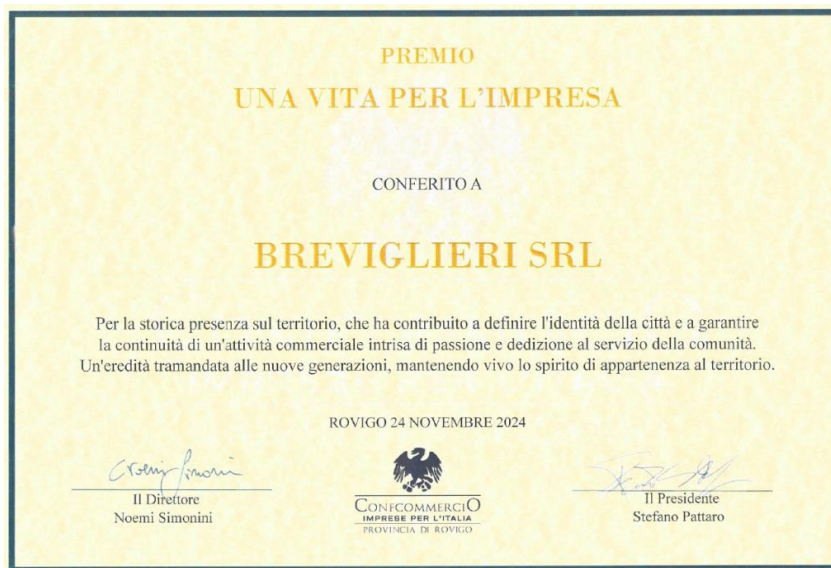 PREMIO
UNA VITA PER L'IMPRESA
CONFERITO A
BREVIGLIERI SRL
Per la storica presenza sul territorio, che ha contribuito a definire l'identità della città e a garantire
la continuità di un'attività commerciale intrisa di passione e dedizione al servizio della comunità.
Un'eredità tramandata alle nuove generazioni, mantenendo vivo lo spirito di appartenenza al territorio.
ROVIGO 24 NOVEMBRE 2024
Noemi Simonini
Il Direttore
Noemi Simonini
CONFCOMMERCIO
IMPRESE PER L'ITALIA
PROVINCIA DI ROVIGO
Il Presidente
Stefano Pattaro